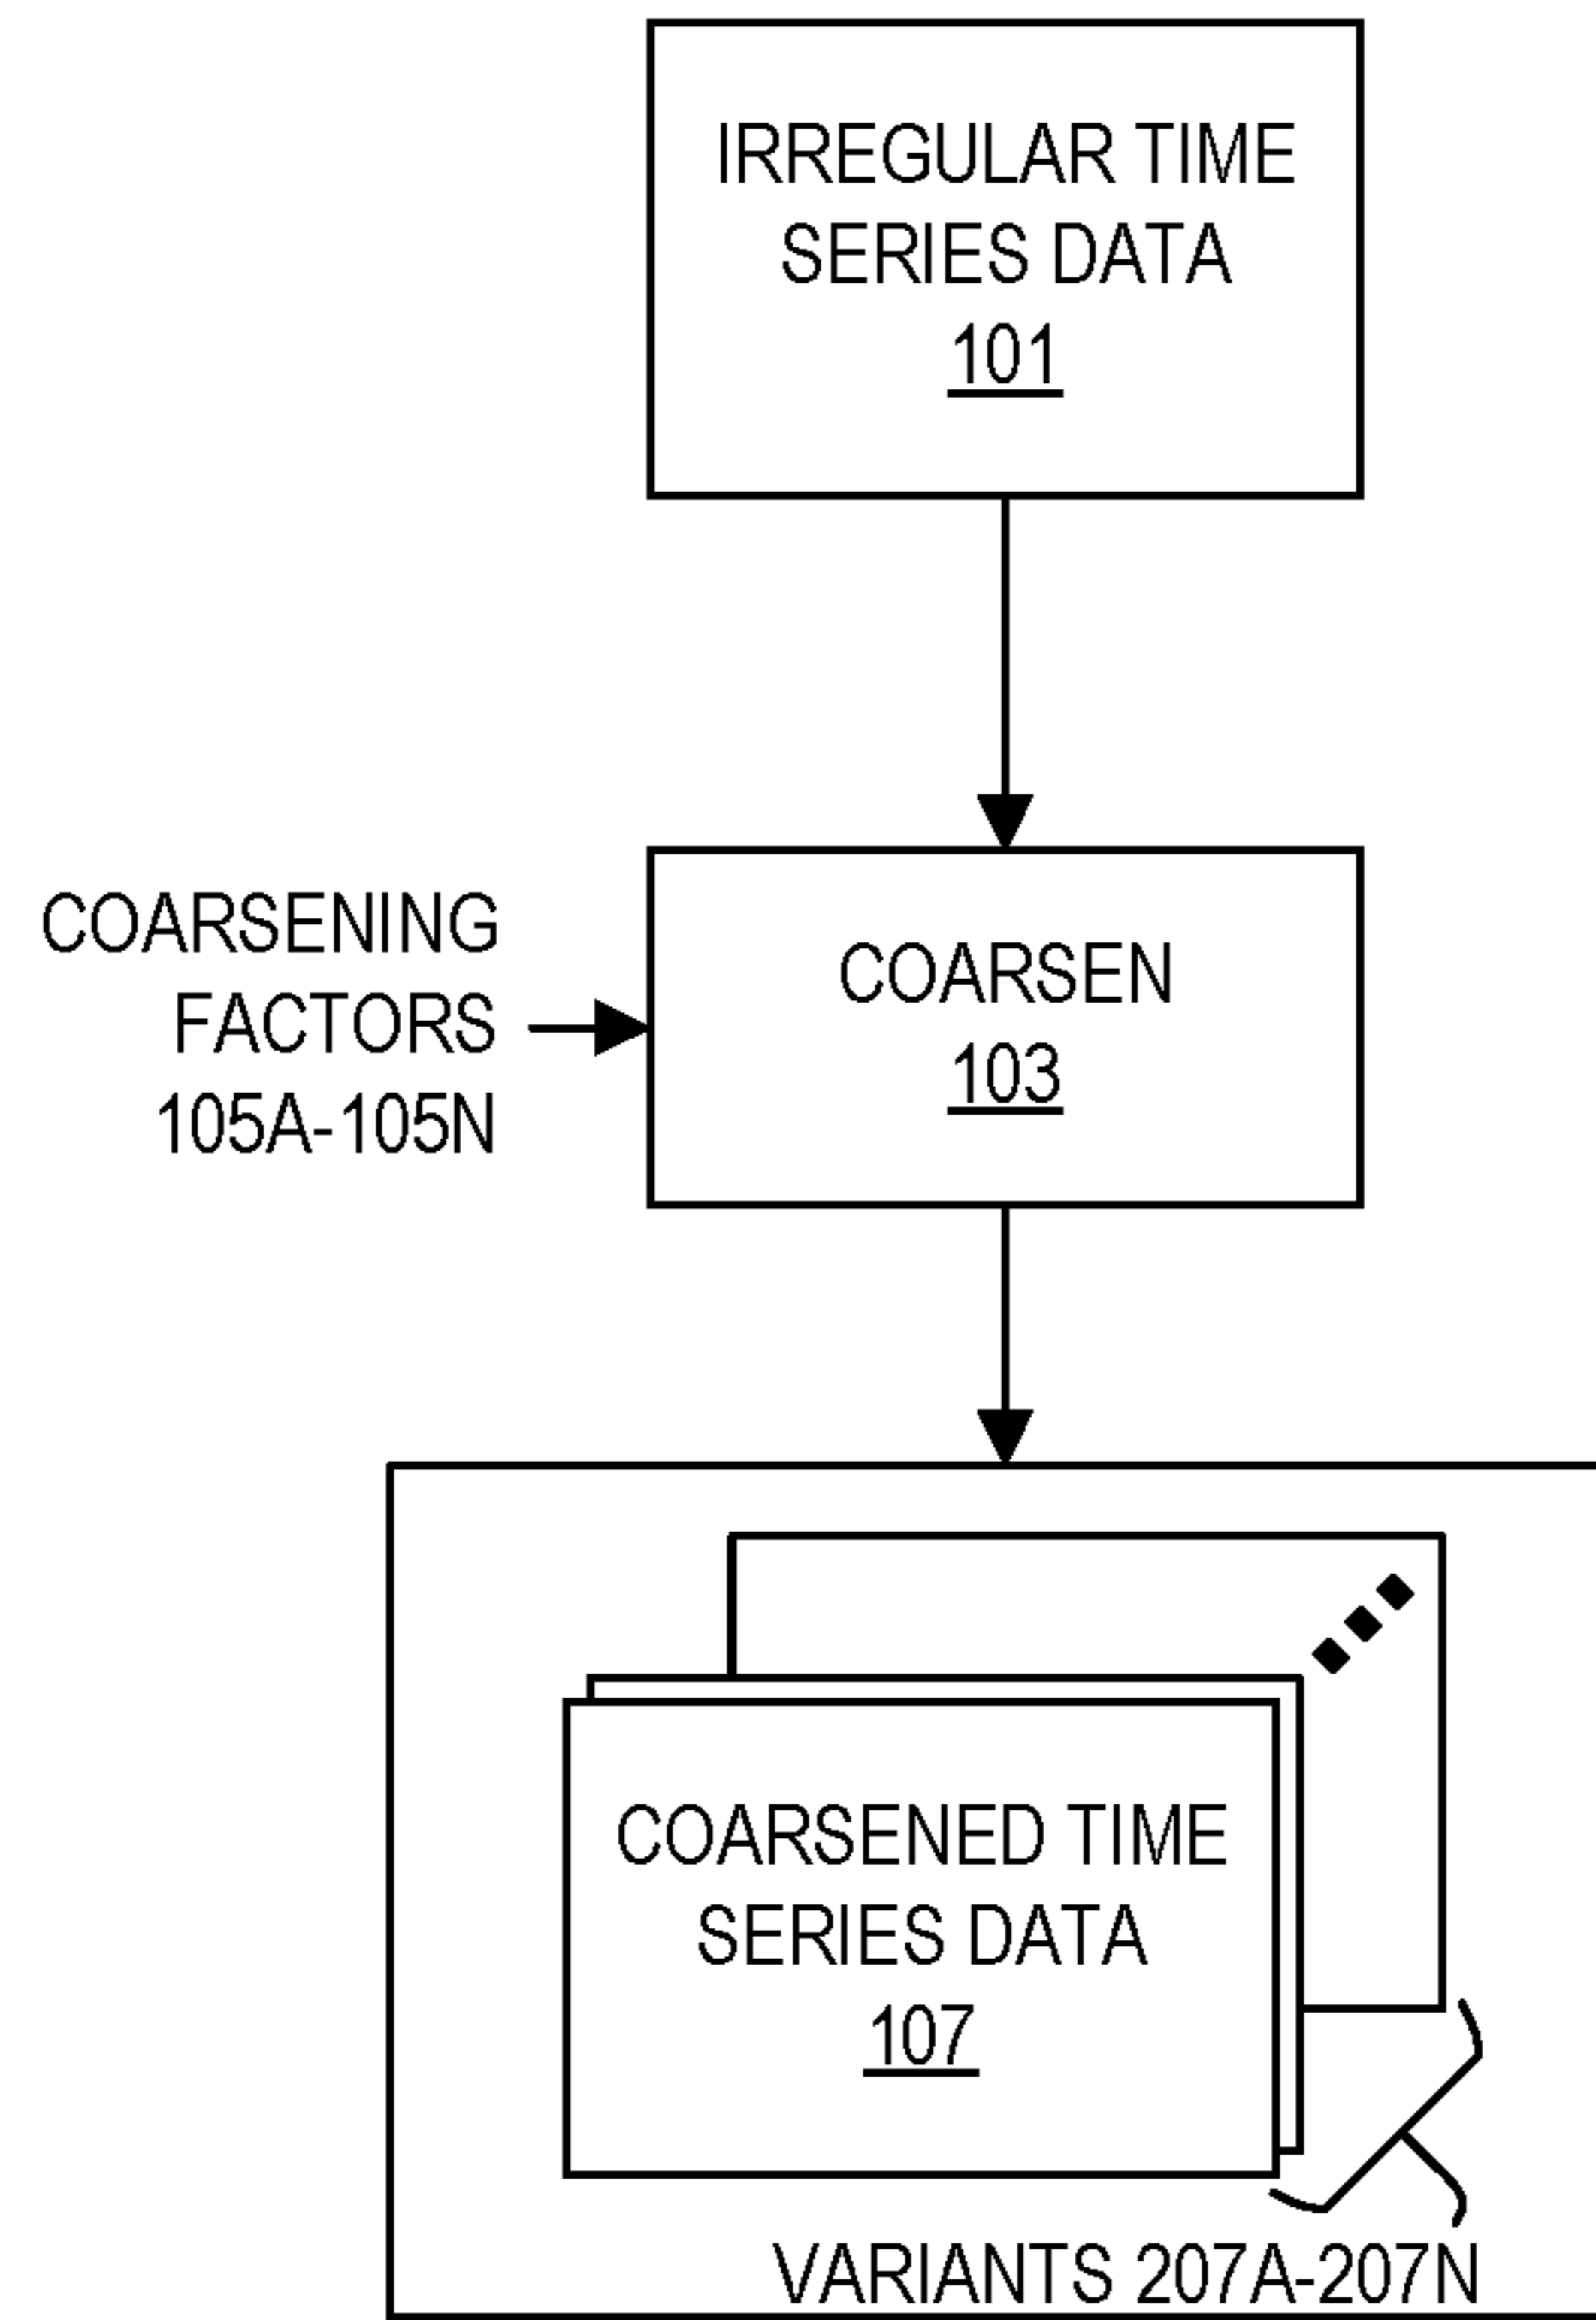 IRREGULAR TIME
SERIES DATA
101
COARSENING
FACTORS
105A-105N
COARSEN
103
COARSENED TIME
SERIES DATA
107
VARIANTS 207A-207N